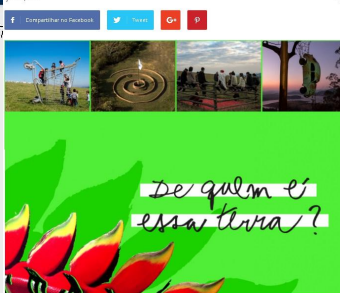 Compartilhar no Facebook
Tweet
G+
De quem é
essa terra?